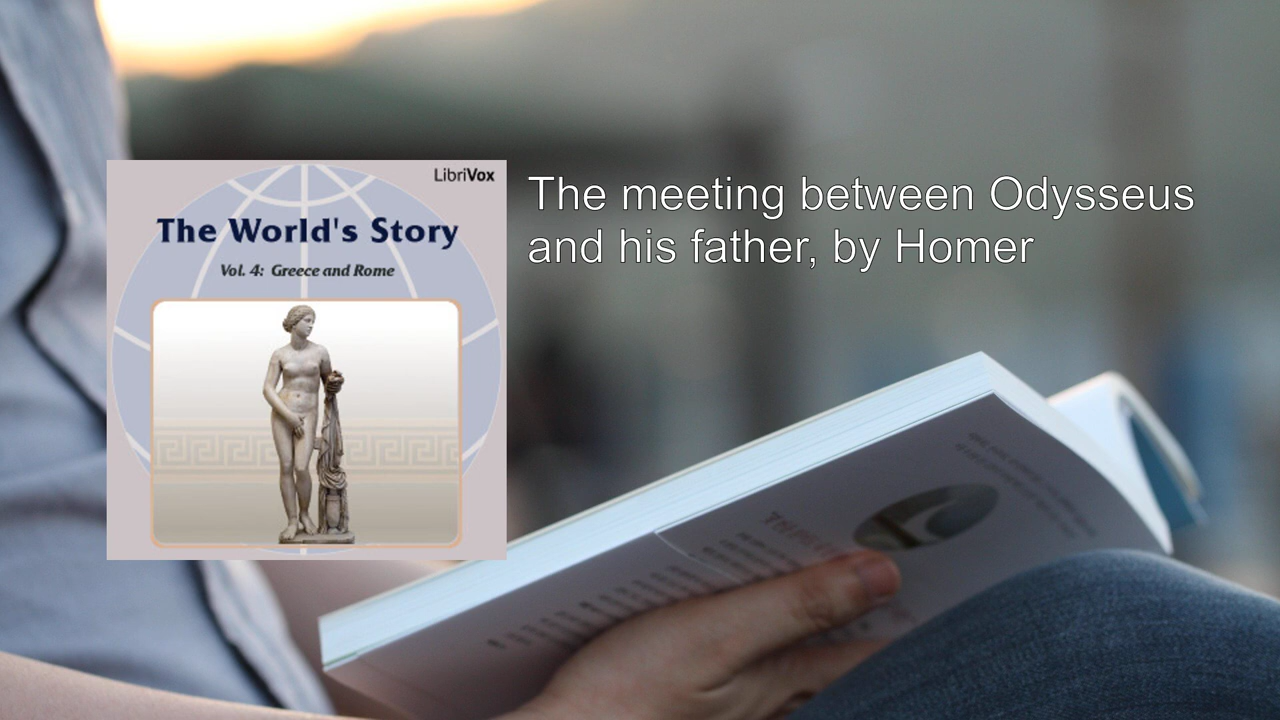 LibriVox
The World's Story
Vol. 4: Greece and Rome
The meeting between Odysseus
and his father, by Homer